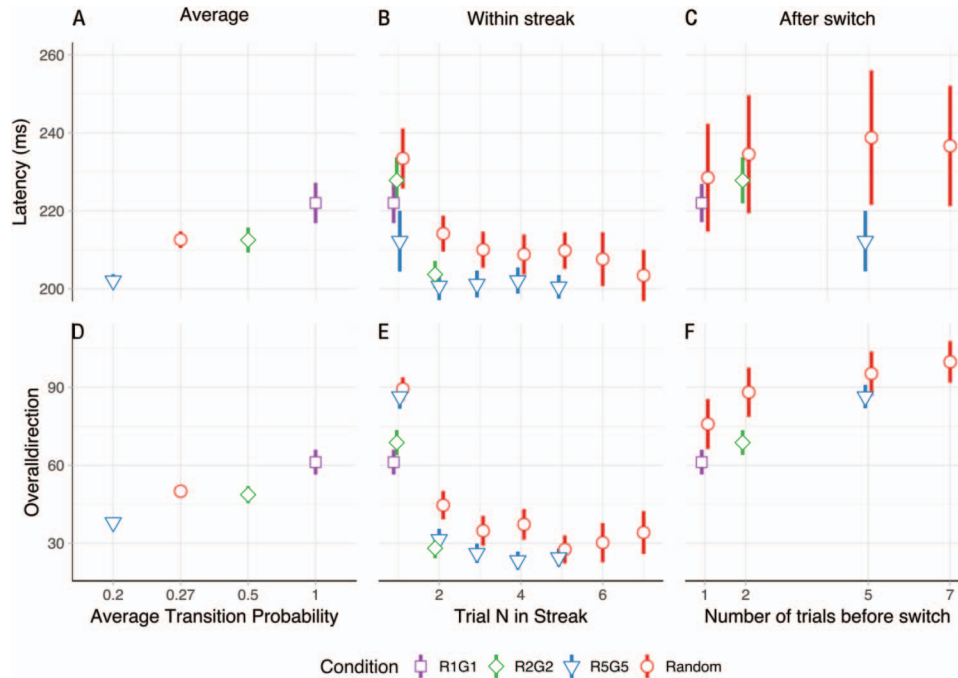 A Average B Within streak C After switch
260
240
220
200
Latency (ms)
D E F
90
60
30
Overalldirection
0.2 0.27 0.5 1 2 4 6 1 2 5 7
Average Transition Probability Trial N in Streak Number of trials before switch
Condition R1G1 R2G2 R5G5 Random